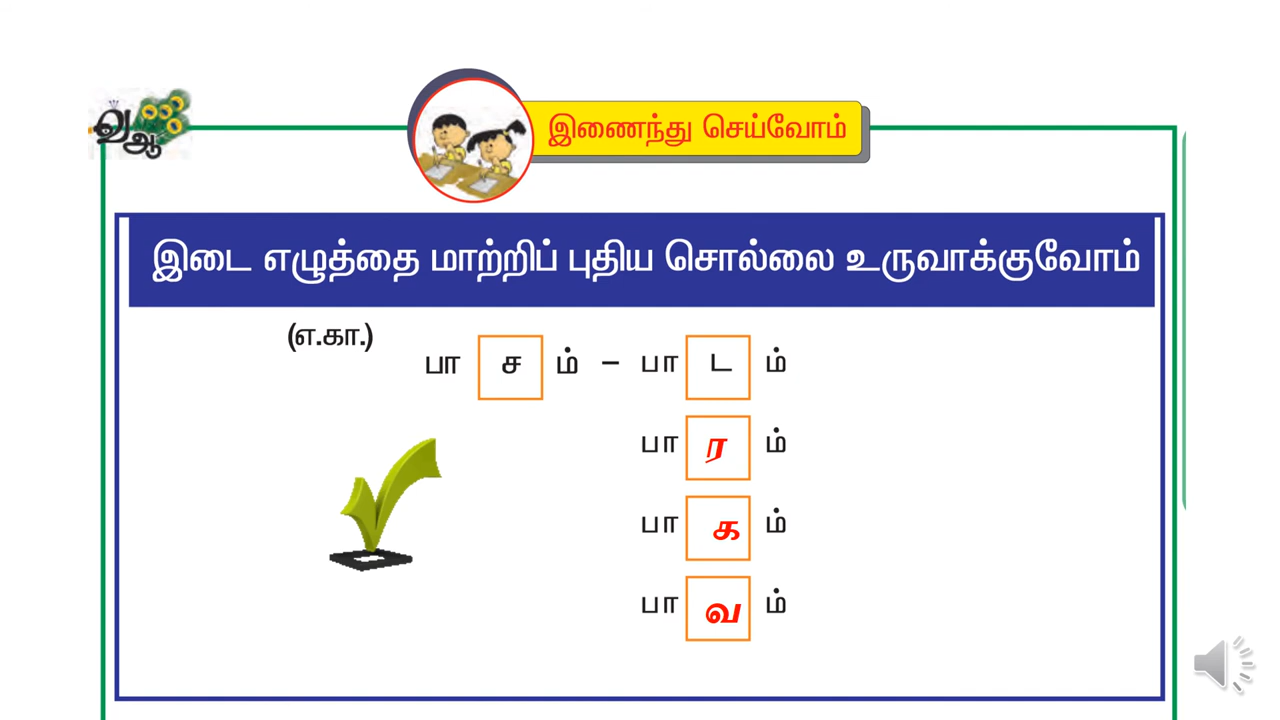 வ ஆ
இணைந்து செய்வோம்
இடை எழுத்தை மாற்றிப் புதிய சொல்லை உருவாக்குவோம்
(எ.கா.)
பா ச ம் – பா ட ம்
பா ர ம்
பா க ம்
பா வ ம்